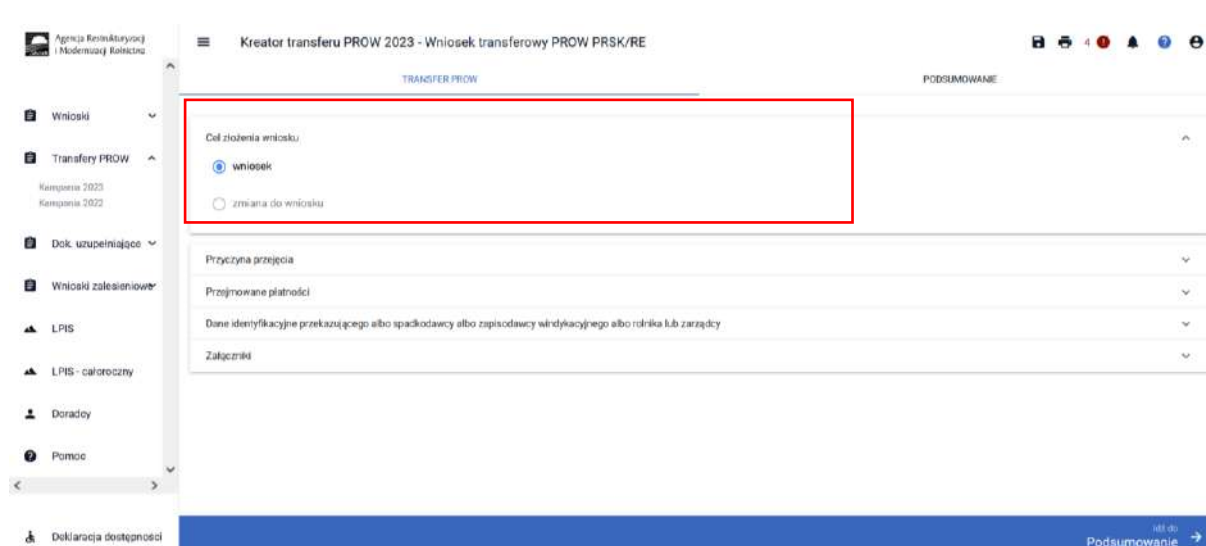 Agencja Restrukturyzacji
i Modernizacji Rolnictwa
Kreator transferu PROW 2023 - Wniosek transferowy PROW PRSK/RE
4
TRANSFER PROW
PODSUMOWANIE
Wnioski
Transfery PROW
Kampania 2023
Kampania 2022
Dok. uzupełniające
Wnioski zalesieniowe
LPIS
LPIS - całoroczny
Doradcy
Pomoc
Deklaracja dostępności
Cel złożenia wniosku
wniosek
zmiana do wniosku
Przyczyna przejęcia
Przejmowane płatności
Dane identyfikacyjne przekazującego albo spadkodawcy albo zapisodawcy windykacyjnego albo rolnika lub zarządcy
Załączniki
Idź do
Podsumowanie